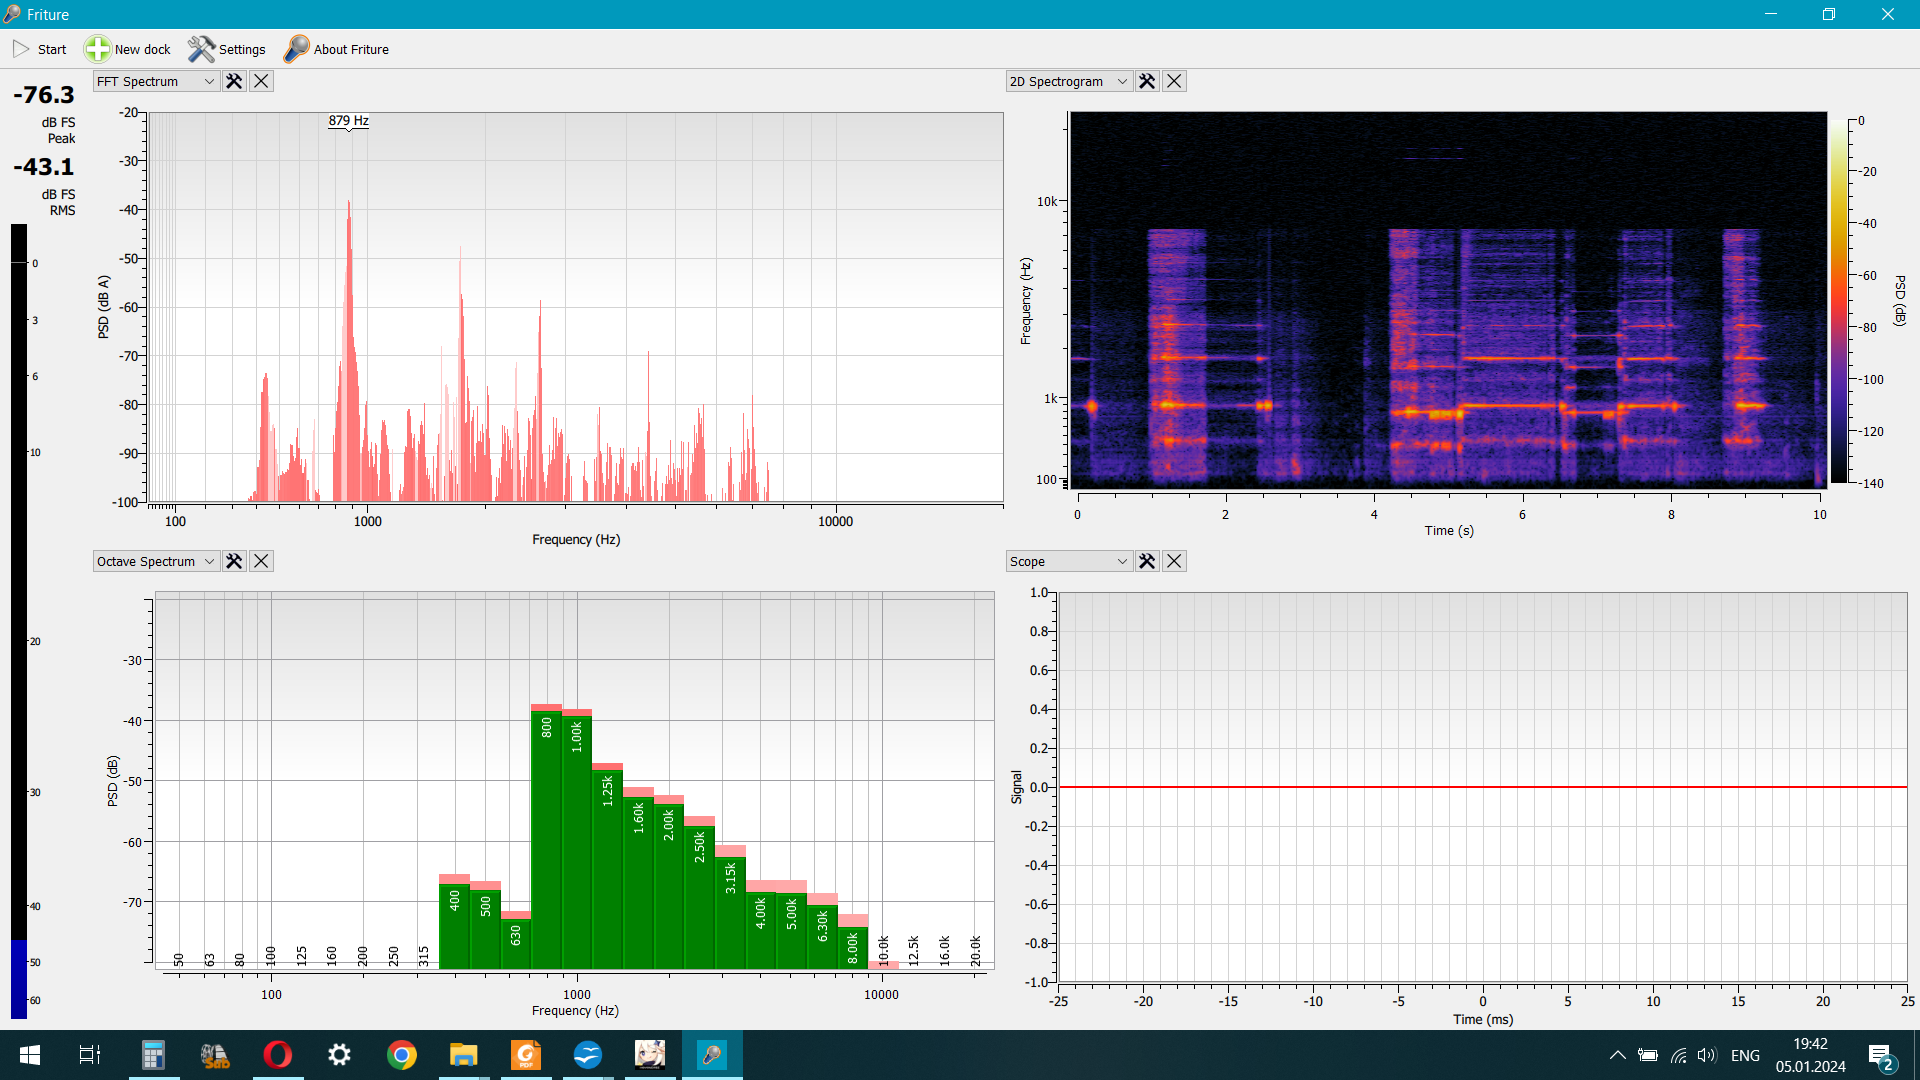 Friture
Start
New dock
Settings
About Friture
-76.3
dB FS
Peak
-43.1
dB FS
RMS
0
3
6
10
20
30
40
50
60
FFT Spectrum
879 Hz
PSD (dB A)
-20
-30
-40
-50
-60
-70
-80
-90
-100
100
1000
10000
Frequency (Hz)
2D Spectrogram
Frequency (Hz)
10k
1k
100
0
2
4
6
8
10
Time (s)
0
-20
-40
-60
-80
-100
-120
-140
PSD (dB)
Octave Spectrum
PSD (dB)
-30
-40
-50
-60
-70
50
63
80
100
125
160
200
250
315
400
500
630
800
1.00k
1.25k
1.60k
2.00k
2.50k
3.15k
4.00k
5.00k
6.30k
8.00k
10.0k
12.5k
16.0k
20.0k
100
1000
10000
Frequency (Hz)
Scope
Signal
1.0
0.8
0.6
0.4
0.2
0.0
-0.2
-0.4
-0.6
-0.8
-1.0
-25
-20
-15
-10
-5
0
5
10
15
20
25
Time (ms)
PDF
ENG
19:42
05.01.2024
2